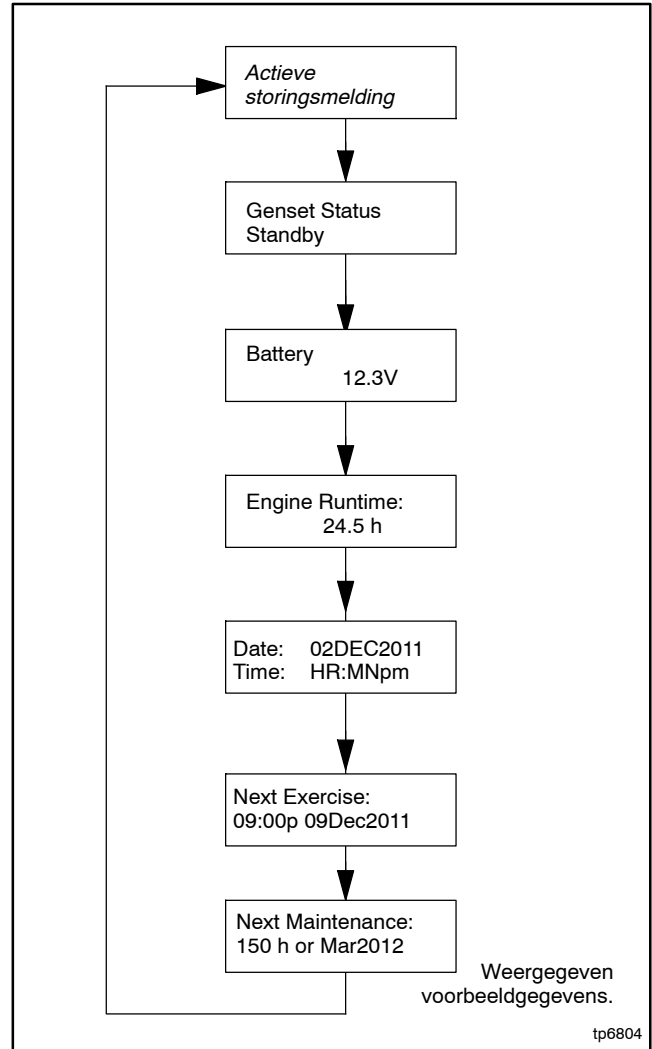 Actieve
storingsmelding
Genset Status
Standby
Battery
12.3V
Engine Runtime:
24.5 h
Date: 02DEC2011
Time: HR:MNpm
Next Exercise:
09:00p 09Dec2011
Next Maintenance:
150 h or Mar2012
Weergegeven
voorbeeldgegevens.
tp6804